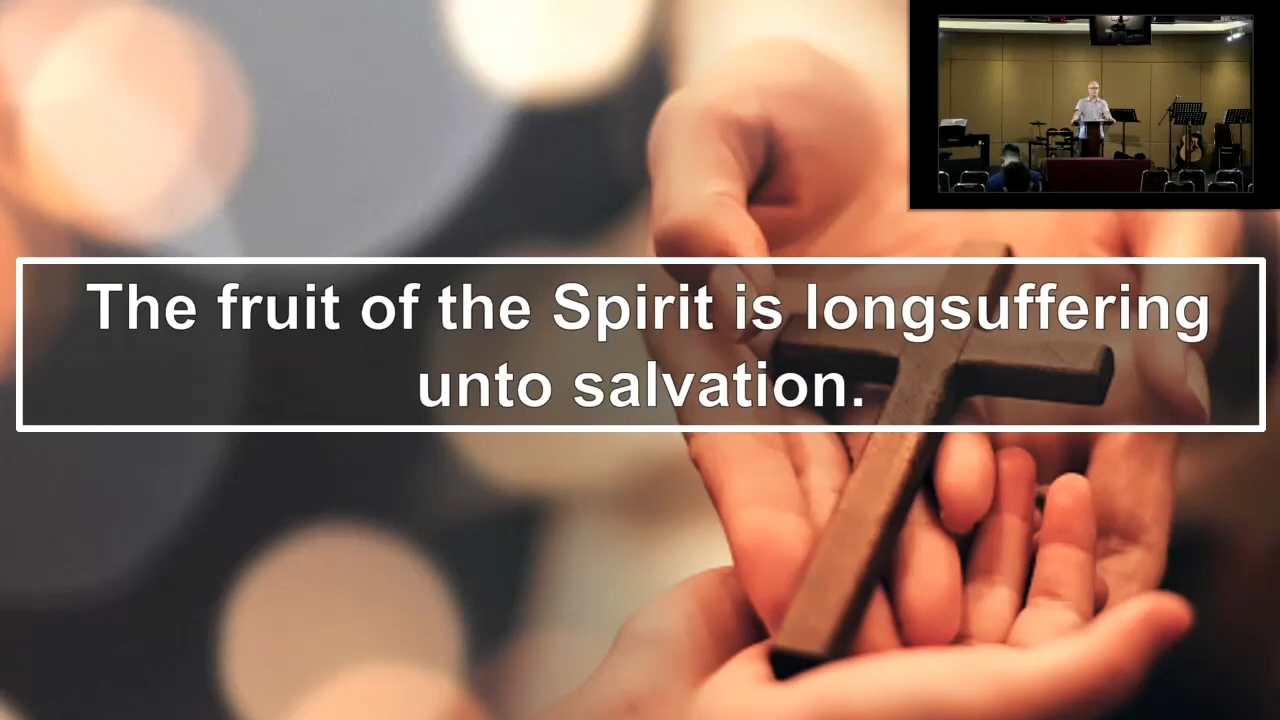 The fruit of the Spirit is longsuffering
unto salvation.